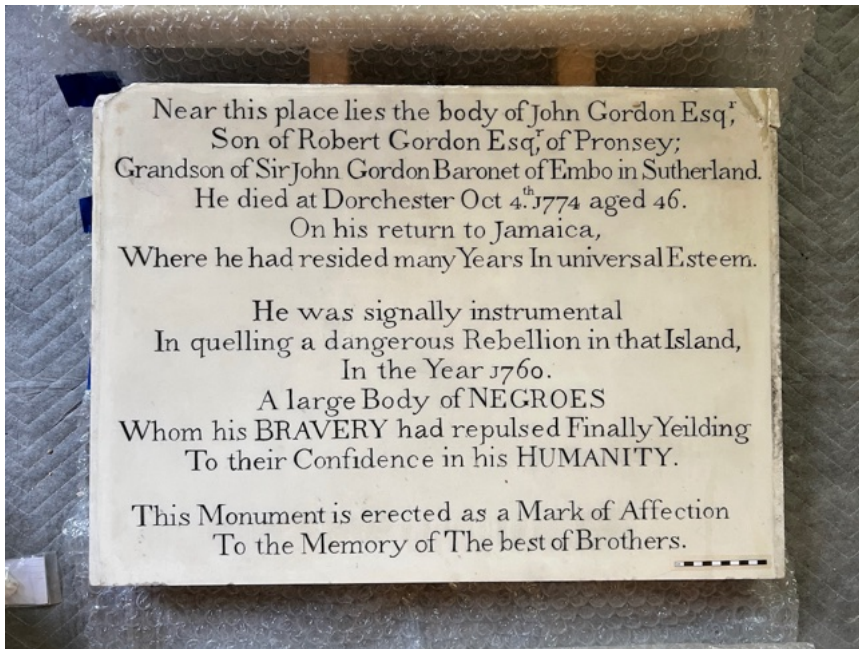 Near this place lies the body of John Gordon Esqʳ,
Son of Robert Gordon Esqʳ, of Pronsey;
Grandson of Sir John Gordon Baronet of Embo in Sutherland.
He died at Dorchester Oct 4.ᵗʰ 1774 aged 46.
On his return to Jamaica,
Where he had resided many Years In universal Esteem.
He was signally instrumental
In quelling a dangerous Rebellion in that Island,
In the Year 1760.
A large Body of NEGROES
Whom his BRAVERY had repulsed Finally Yeilding
To their Confidence in his HUMANITY.
This Monument is erected as a Mark of Affection
To the Memory of The best of Brothers.